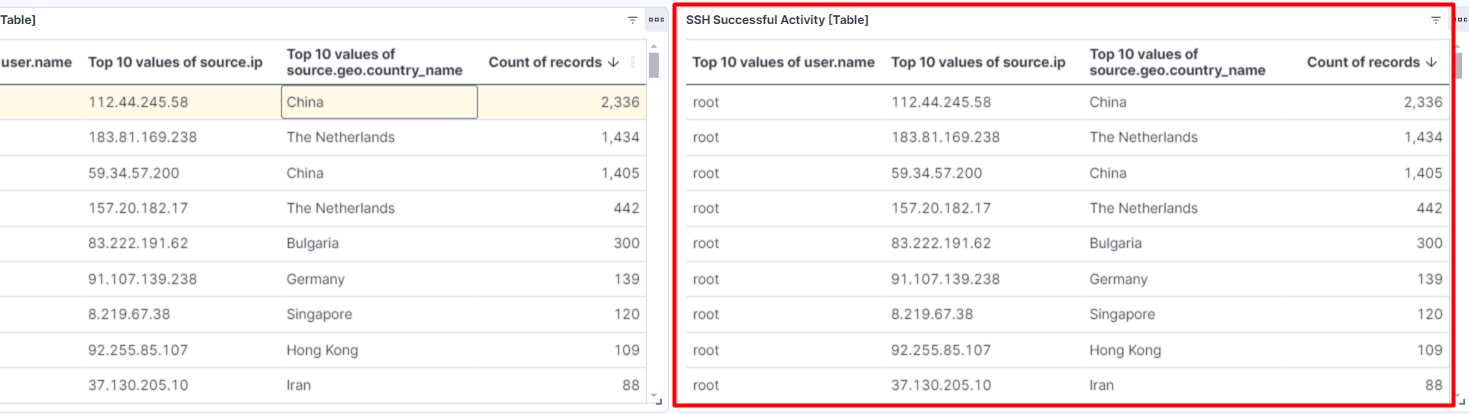 Table]
user.name Top 10 values of source.ip Top 10 values of source.geo.country_name Count of records ↓
112.44.245.58 China 2,336
183.81.169.238 The Netherlands 1,434
59.34.57.200 China 1,405
157.20.182.17 The Netherlands 442
83.222.191.62 Bulgaria 300
91.107.139.238 Germany 139
8.219.67.38 Singapore 120
92.255.85.107 Hong Kong 109
37.130.205.10 Iran 88
SSH Successful Activity [Table]
Top 10 values of user.name Top 10 values of source.ip Top 10 values of source.geo.country_name Count of records ↓
root 112.44.245.58 China 2,336
root 183.81.169.238 The Netherlands 1,434
root 59.34.57.200 China 1,405
root 157.20.182.17 The Netherlands 442
root 83.222.191.62 Bulgaria 300
root 91.107.139.238 Germany 139
root 8.219.67.38 Singapore 120
root 92.255.85.107 Hong Kong 109
root 37.130.205.10 Iran 88